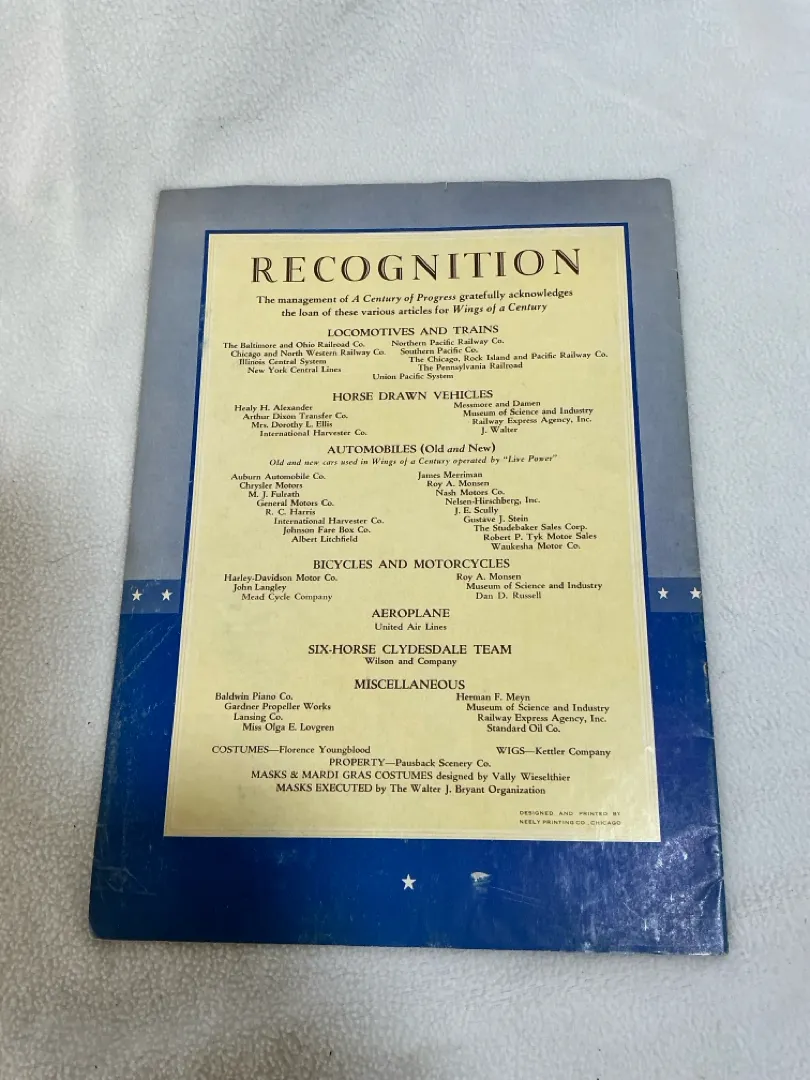 RECOGNITION
The management of A Century of Progress gratefully acknowledges
the loan of these various articles for Wings of a Century
LOCOMOTIVES AND TRAINS
The Baltimore and Ohio Railroad Co.
Chicago and North Western Railway Co.
Illinois Central System
New York Central Lines
Northern Pacific Railway Co.
Southern Pacific Co.
The Chicago, Rock Island and Pacific Railway Co.
The Pennsylvania Railroad
Union Pacific System
HORSE DRAWN VEHICLES
Healy H. Alexander
Arthur Dixon Transfer Co.
Mrs. Dorothy L. Ellis
International Harvester Co.
Messmore and Damen
Museum of Science and Industry
Railway Express Agency, Inc.
J. Walter
AUTOMOBILES (Old and New)
Old and new cars used in Wings of a Century operated by "Live Power"
Auburn Automobile Co.
Chrysler Motors
M. J. Fulrath
General Motors Co.
R. C. Harris
International Harvester Co.
Johnson Fare Box Co.
Albert Litchfield
James Merriman
Roy A. Monsen
Nash Motors Co.
Nelsen-Hirschberg, Inc.
J. E. Scully
Gustave J. Stein
The Studebaker Sales Corp.
Robert P. Tyk Motor Sales
Waukesha Motor Co.
BICYCLES AND MOTORCYCLES
Harley-Davidson Motor Co.
John Langley
Mead Cycle Company
Roy A. Monsen
Museum of Science and Industry
Dan D. Russell
AEROPLANE
United Air Lines
SIX-HORSE CLYDESDALE TEAM
Wilson and Company
MISCELLANEOUS
Baldwin Piano Co.
Gardner Propeller Works
Lansing Co.
Miss Olga E. Lovgren
Herman F. Meyn
Museum of Science and Industry
Railway Express Agency, Inc.
Standard Oil Co.
COSTUMES—Florence Youngblood WIGS—Kettler Company
PROPERTY—Pausback Scenery Co.
MASKS & MARDI GRAS COSTUMES designed by Vally Wieselthier
MASKS EXECUTED by The Walter J. Bryant Organization
DESIGNED AND PRINTED BY
NEELY PRINTING CO., CHICAGO